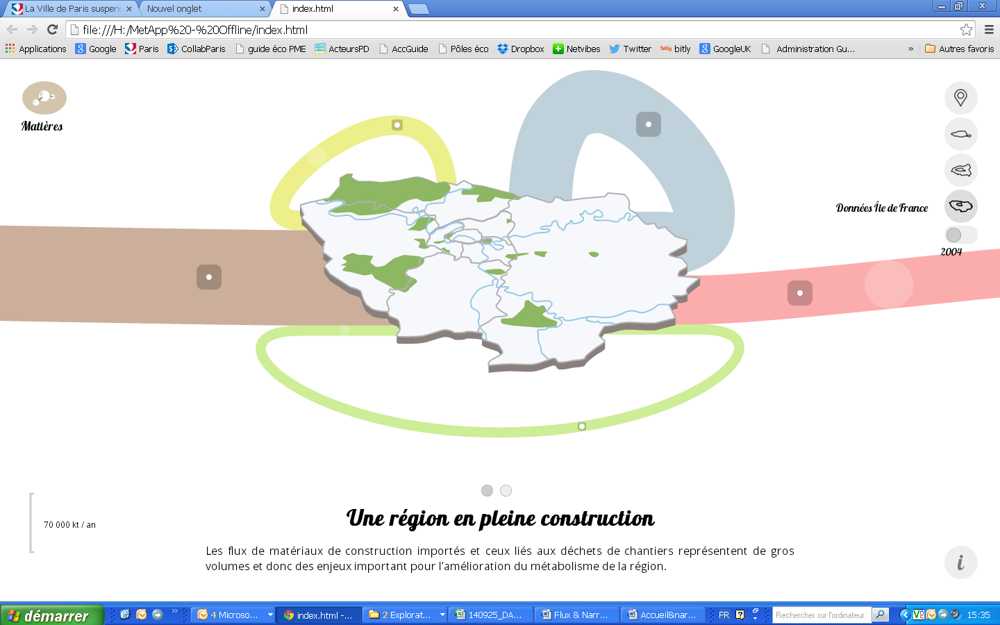 La Ville de Paris suspend
Nouvel onglet
index.html
file:///H:/MetApp%20-%20Offline/index.html
Applications
Google
Paris
CollabParis
guide éco PME
ActeursPD
AccGuide
Pôles éco
Dropbox
Netvibes
Twitter
bitly bitly
GoogleUK
Administration Gu...
»
Autres favoris
Matières
Données Île de France
2004
70 000 kt / an
Une région en pleine construction
Les flux de matériaux de construction importés et ceux liés aux déchets de chantiers représentent de gros
volumes et donc des enjeux important pour l'amélioration du métabolisme de la région.
i
démarrer
»
4 Microso...
index.html -...
2 Explorat...
140925_DA...
Flux & Narr...
Accueil&nar...
FR
Rechercher sur l'ordinateur
15:35